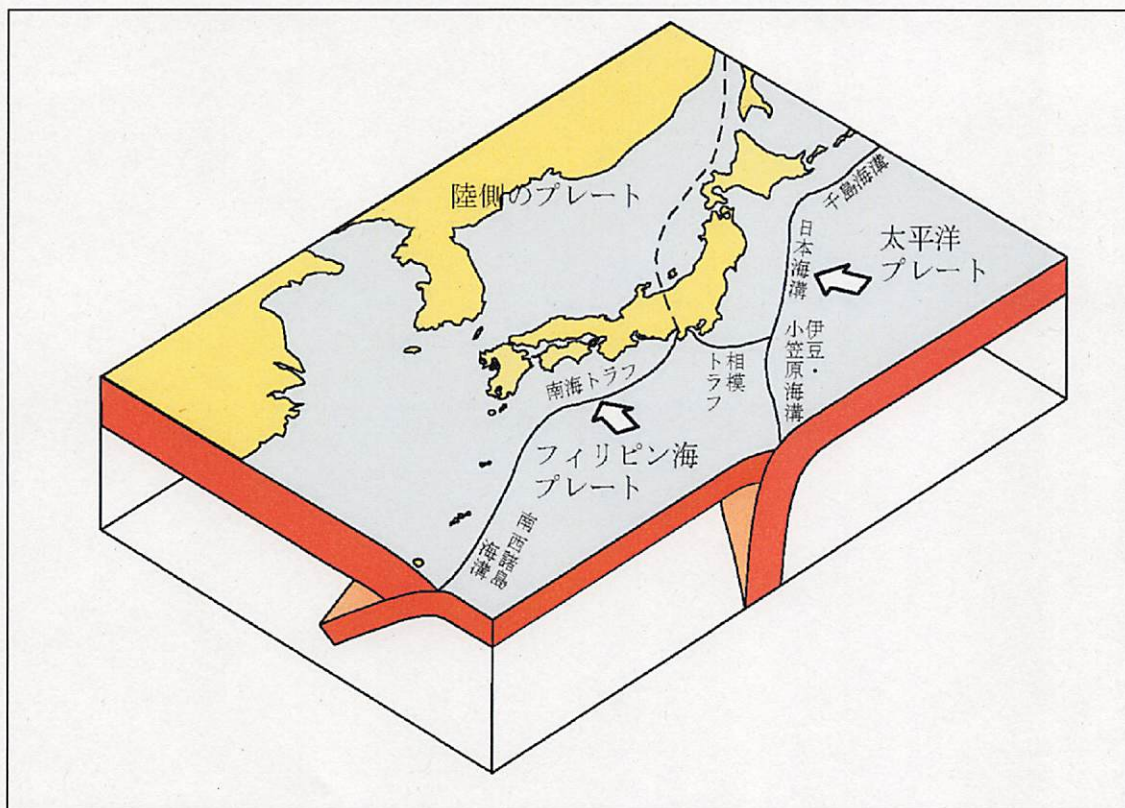 陸側のプレート
千島海溝
日本海溝
太平洋
プレート
伊豆・
小笠原海溝
相模
トラフ
南海トラフ
フィリピン海
プレート
南西諸島
海溝